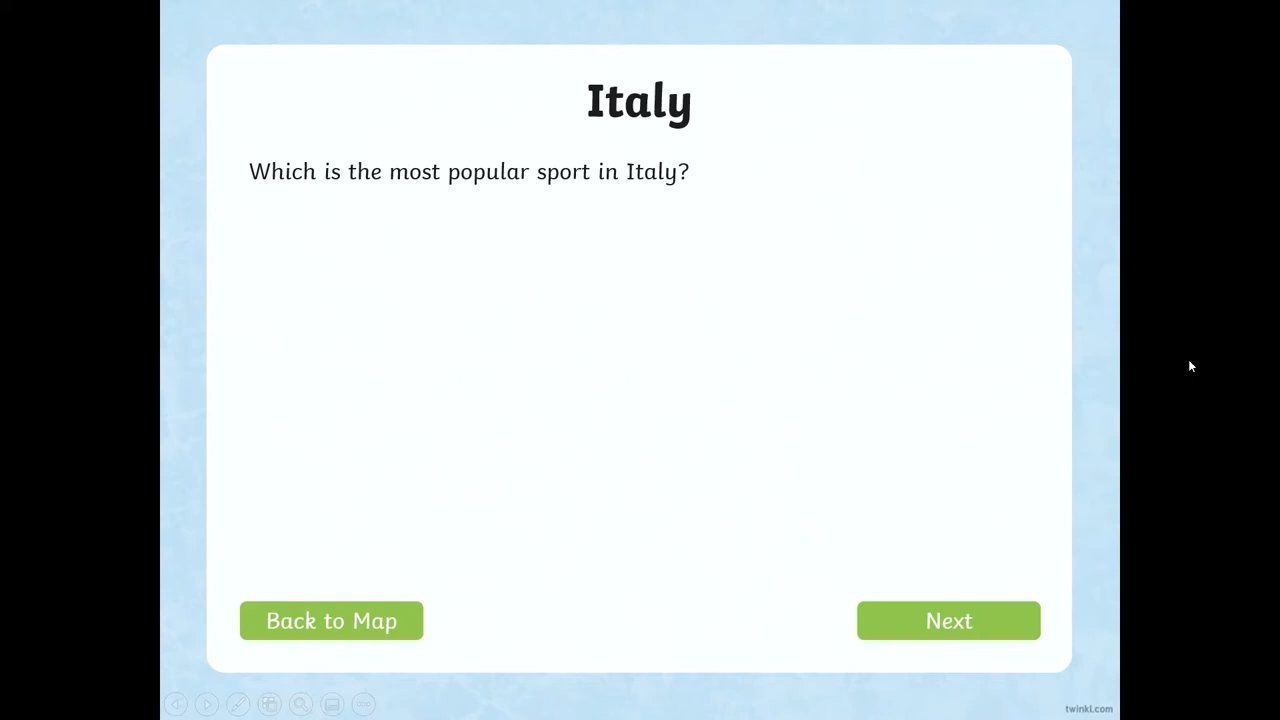 Italy
Which is the most popular sport in Italy?
Back to Map
Next
twinkl.com